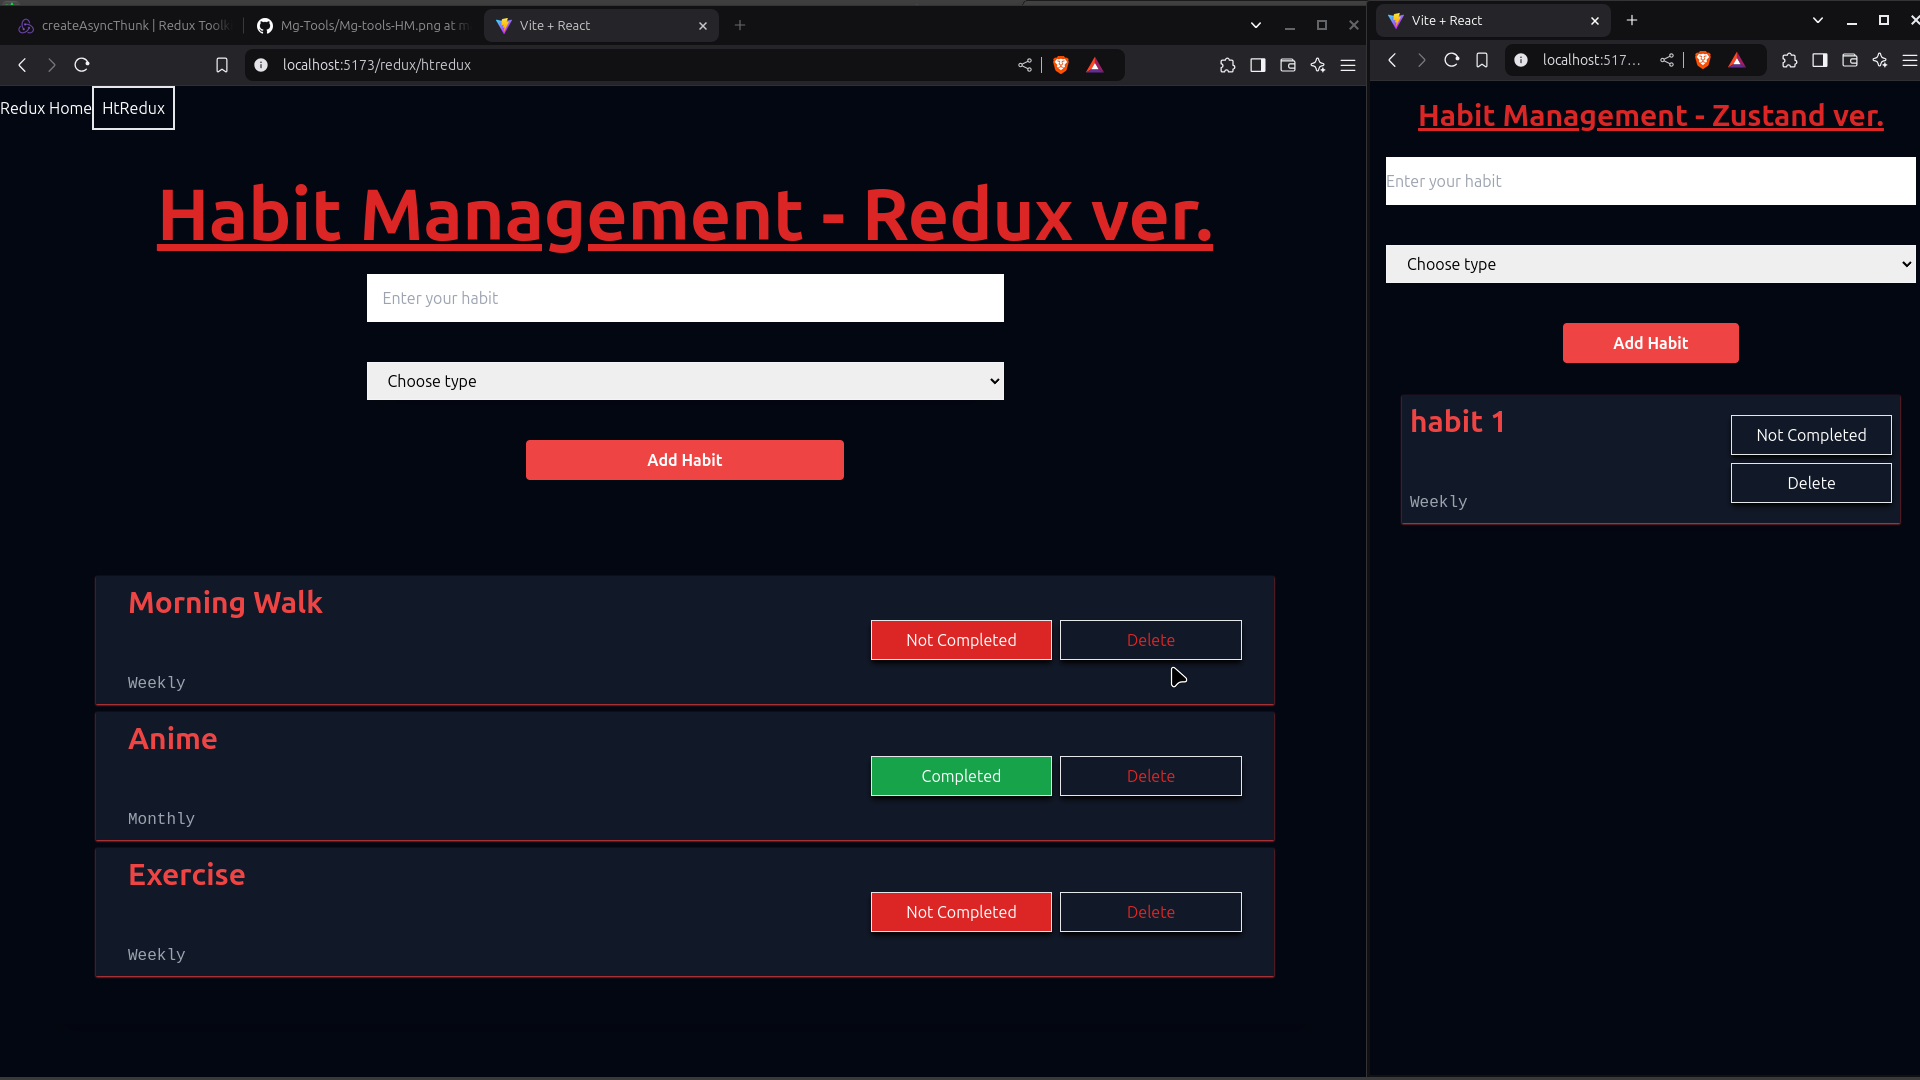 createAsyncThunk | Redux Toolk
Mg-Tools/Mg-tools-HM.png at m
Vite + React
localhost:5173/redux/htredux
Redux Home
HtRedux
Habit Management - Redux ver.
Enter your habit
Choose type
Add Habit
Morning Walk
Not Completed
Delete
Weekly
Anime
Completed
Delete
Monthly
Exercise
Not Completed
Delete
Weekly
Vite + React
localhost:517...
Habit Management - Zustand ver.
Enter your habit
Choose type
Add Habit
habit 1
Not Completed
Delete
Weekly